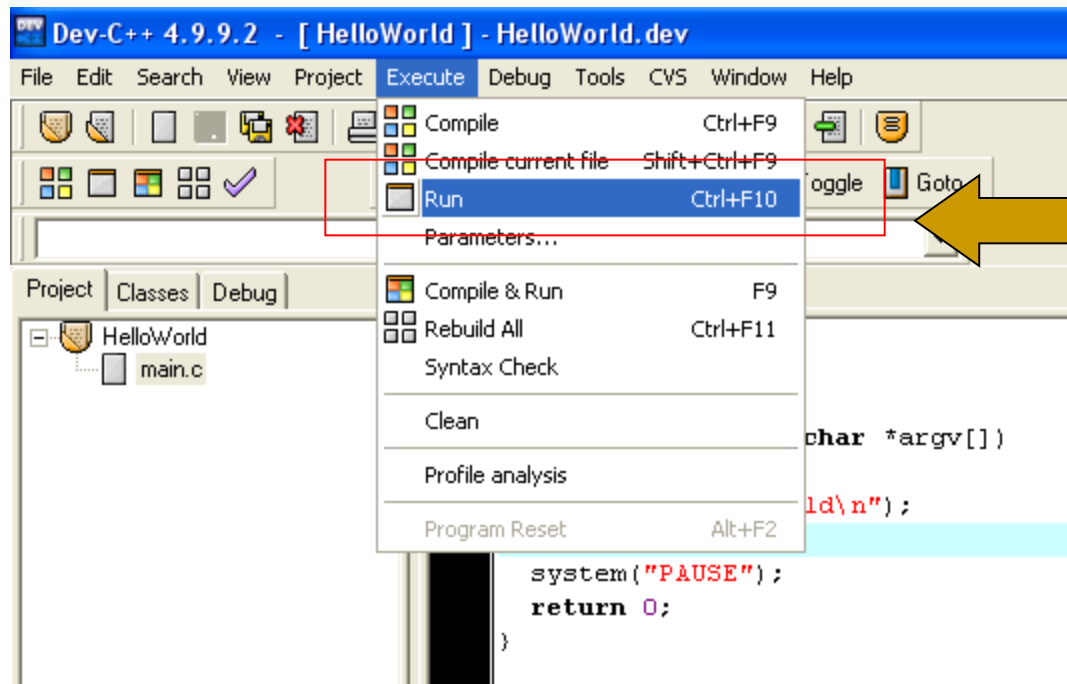 Dev-C++ 4.9.9.2 - [ HelloWorld ] - HelloWorld.dev
File Edit Search View Project Execute Debug Tools CVS Window Help
Compile Ctrl+F9
Compile current file Shift+Ctrl+F9
Run Ctrl+F10
oggle Goto
Parameters...
Project Classes Debug
Compile & Run F9
HelloWorld
Rebuild All Ctrl+F11
main.c
Syntax Check
Clean
char *argv[])
Profile analysis
ld\n");
Program Reset Alt+F2
system("PAUSE");
return 0;
}